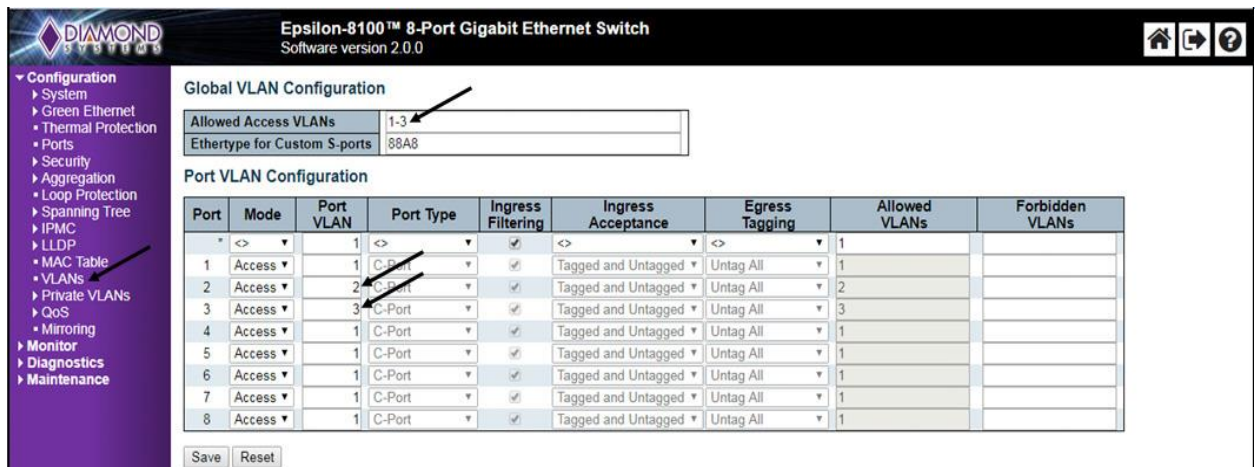 DIAMOND
SYSTEMS
Epsilon-8100™ 8-Port Gigabit Ethernet Switch
Software version 2.0.0
Configuration
System
Green Ethernet
Thermal Protection
Ports
Security
Aggregation
Loop Protection
Spanning Tree
IPMC
LLDP
MAC Table
VLANs
Private VLANs
QoS
Mirroring
Monitor
Diagnostics
Maintenance
Global VLAN Configuration
Allowed Access VLANs 1-3
Ethertype for Custom S-ports 88A8
Port VLAN Configuration
Port Mode Port VLAN Port Type Ingress Filtering Ingress Acceptance Egress Tagging Allowed VLANs Forbidden VLANs
* <> 1 <> <> <> 1
1 Access 1 C-Port Tagged and Untagged Untag All 1
2 Access 2 C-Port Tagged and Untagged Untag All 2
3 Access 3 C-Port Tagged and Untagged Untag All 3
4 Access 1 C-Port Tagged and Untagged Untag All 1
5 Access 1 C-Port Tagged and Untagged Untag All 1
6 Access 1 C-Port Tagged and Untagged Untag All 1
7 Access 1 C-Port Tagged and Untagged Untag All 1
8 Access 1 C-Port Tagged and Untagged Untag All 1
Save Reset